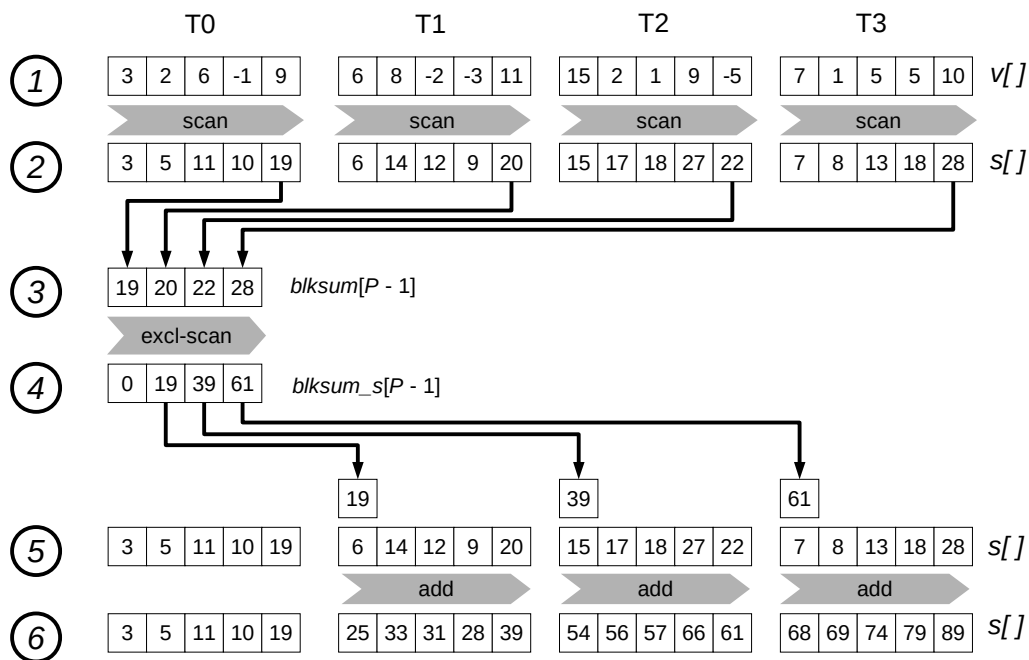 T0 T1 T2 T3
1 3 2 6 -1 9 6 8 -2 -3 11 15 2 1 9 -5 7 1 5 5 10 v[ ]
scan scan scan scan
2 3 5 11 10 19 6 14 12 9 20 15 17 18 27 22 7 8 13 18 28 s[ ]
3 19 20 22 28 blksum[P - 1]
excl-scan
4 0 19 39 61 blksum_s[P - 1]
19 39 61
5 3 5 11 10 19 6 14 12 9 20 15 17 18 27 22 7 8 13 18 28 s[ ]
add add add
6 3 5 11 10 19 25 33 31 28 39 54 56 57 66 61 68 69 74 79 89 s[ ]